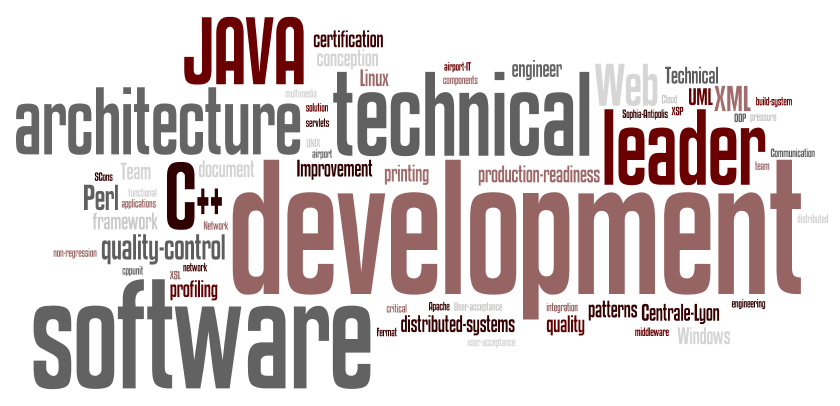 JAVA
certification
conception
Linux
airport-IT
components
engineer
Web
Technical
Cloud
UML
XML
build-system
multimedia
solution
servlets
architecture
technical
Sophia-Antipolis
XSP
OOP
pressure
UNIX
airport
leader
Communication
team
SCons
Team
document
Improvement
printing
production-readiness
Perl
functional
applications
C++
development
framework
Network
distributed
non-regression
quality-control
cppunit
XSL
network
profiling
software
critical
Apache
User-acceptance
integration
patterns
Centrale-Lyon
engineering
fermat
distributed-systems
quality
middleware
Windows
user-acceptance